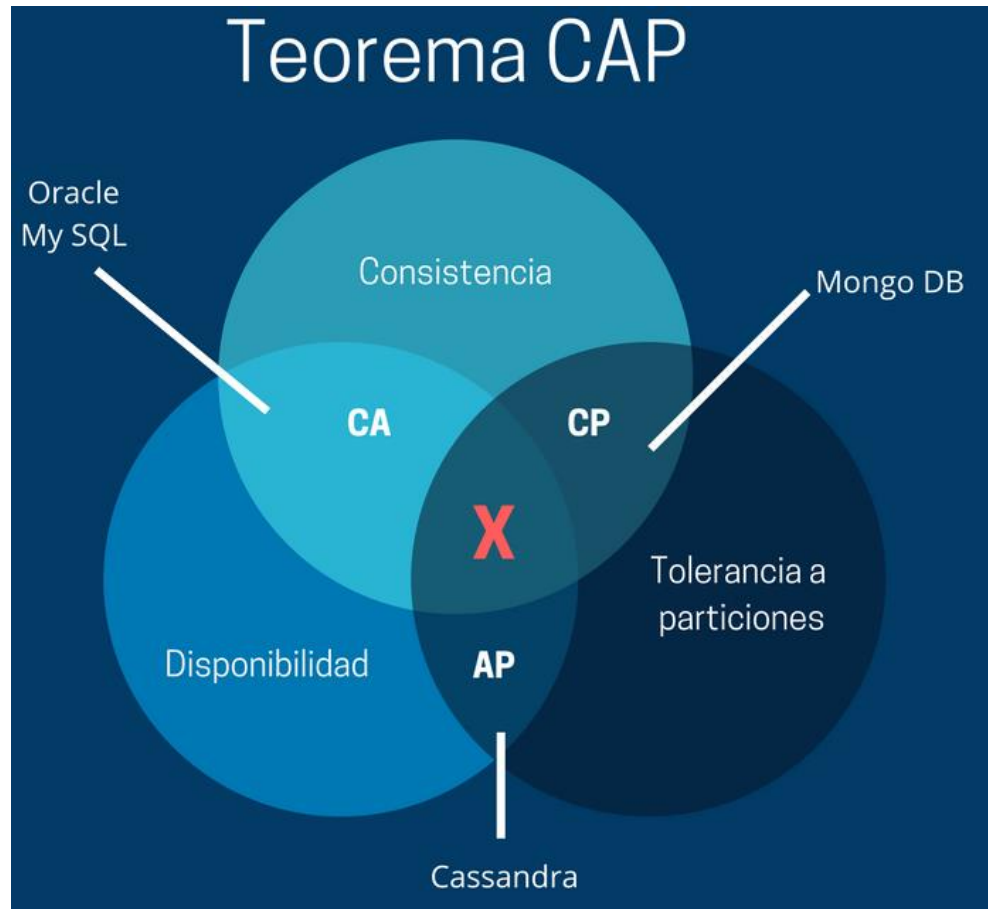 Teorema CAP
Oracle
My SQL
Consistencia
Mongo DB
CA
CP
X
Tolerancia a
particiones
Disponibilidad
AP
Cassandra